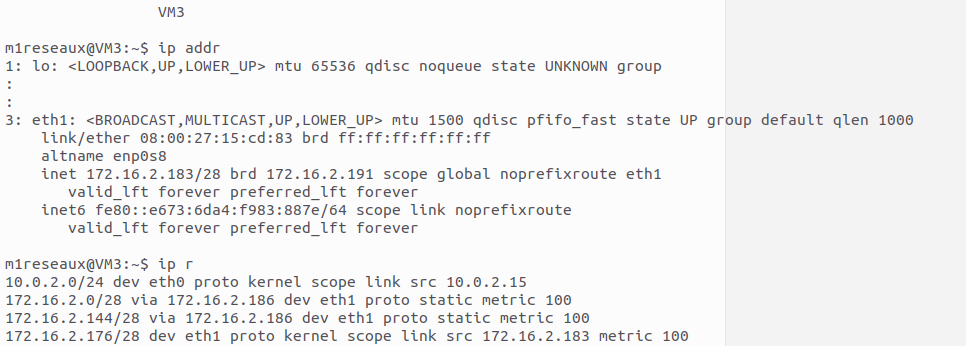 VM3
m1reseaux@VM3:~$ ip addr
1: lo: <LOOPBACK,UP,LOWER_UP> mtu 65536 qdisc noqueue state UNKNOWN group
:
:
3: eth1: <BROADCAST,MULTICAST,UP,LOWER_UP> mtu 1500 qdisc pfifo_fast state UP group default qlen 1000
link/ether 08:00:27:15:cd:83 brd ff:ff:ff:ff:ff:ff
altname enp0s8
inet 172.16.2.183/28 brd 172.16.2.191 scope global noprefixroute eth1
valid_lft forever preferred_lft forever
inet6 fe80::e673:6da4:f983:887e/64 scope link noprefixroute
valid_lft forever preferred_lft forever
m1reseaux@VM3:~$ ip r
10.0.2.0/24 dev eth0 proto kernel scope link src 10.0.2.15
172.16.2.0/28 via 172.16.2.186 dev eth1 proto static metric 100
172.16.2.144/28 via 172.16.2.186 dev eth1 proto static metric 100
172.16.2.176/28 dev eth1 proto kernel scope link src 172.16.2.183 metric 100